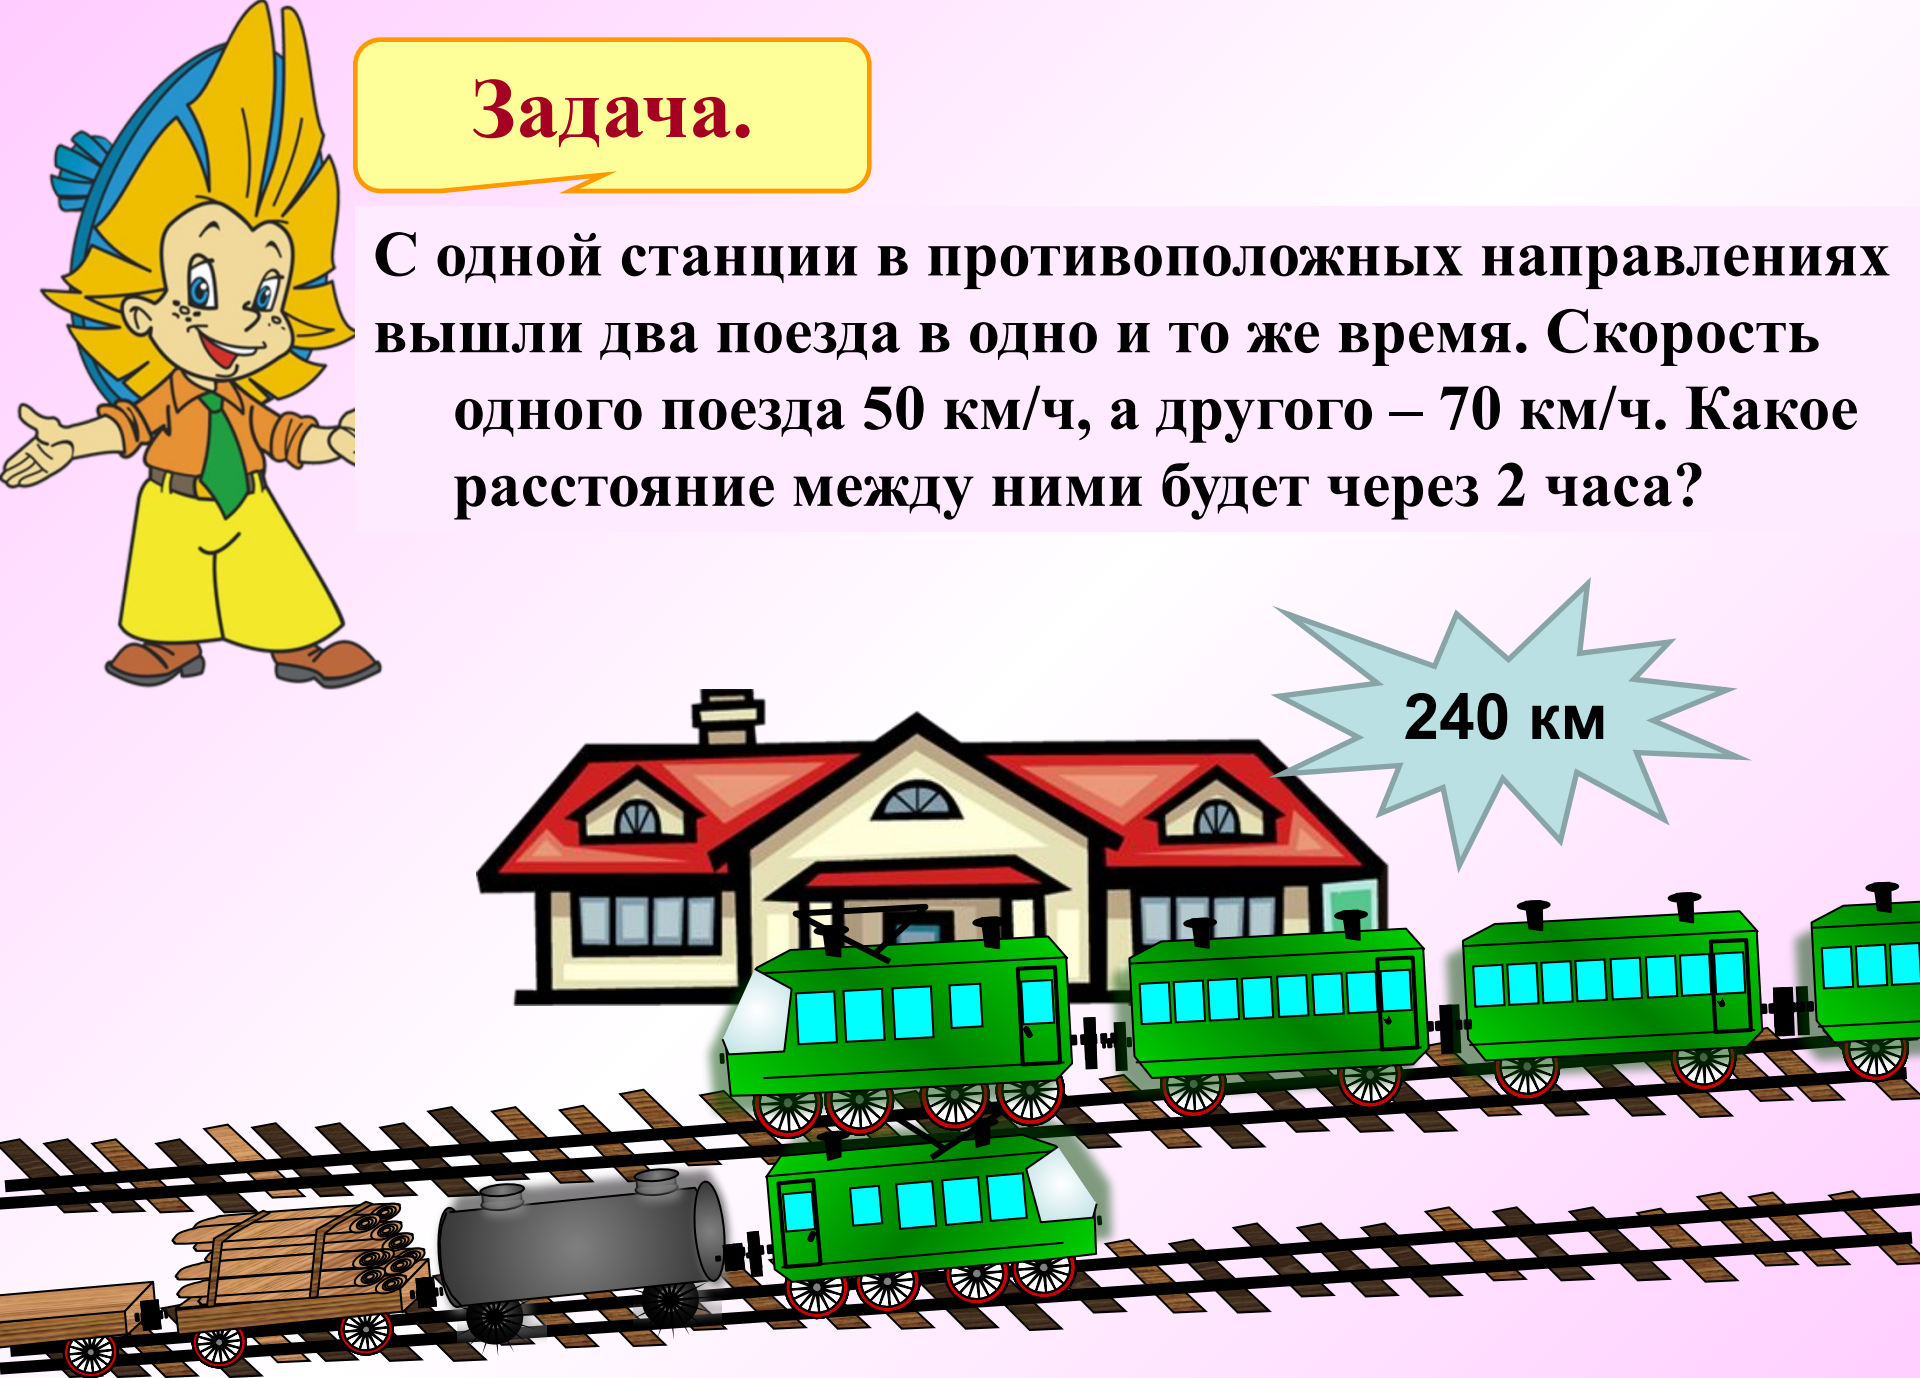 Задача.
С одной станции в противоположных направлениях
вышли два поезда в одно и то же время. Скорость
одного поезда 50 км/ч, а другого – 70 км/ч. Какое
расстояние между ними будет через 2 часа?
240 км